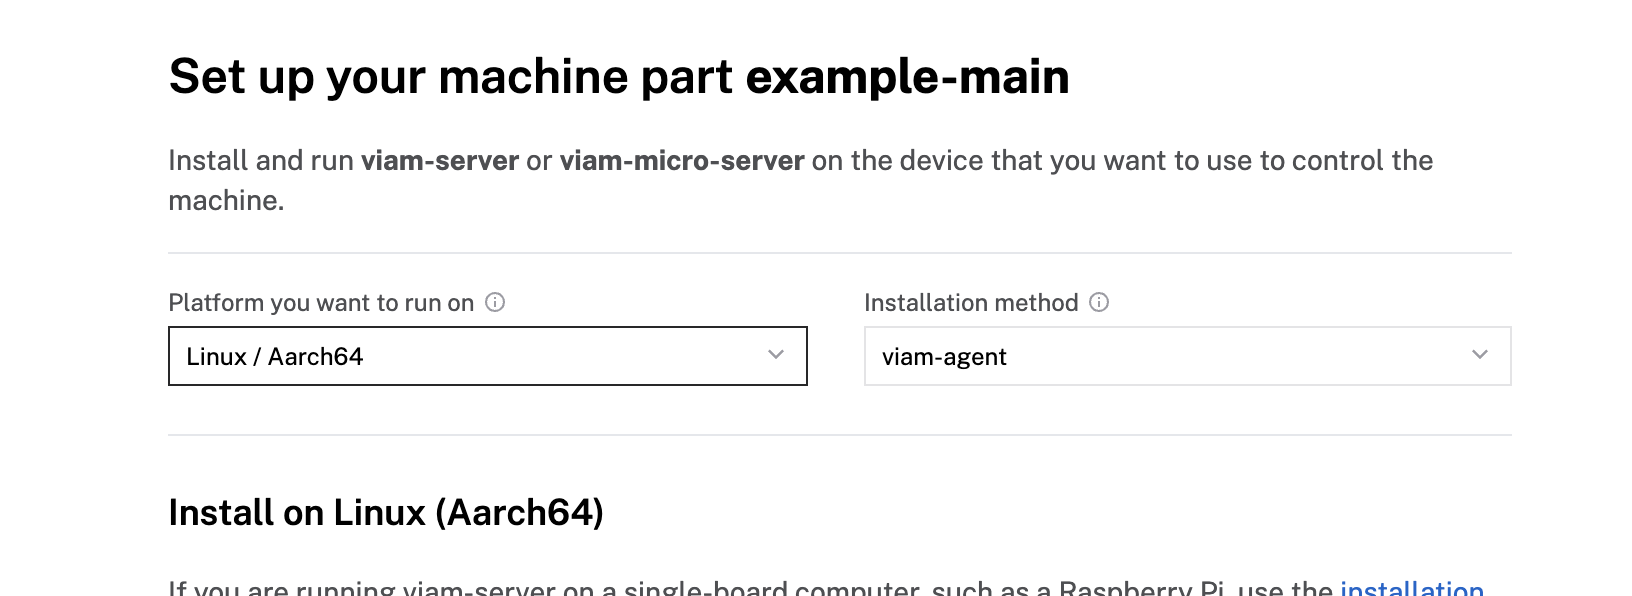 Set up your machine part example-main
Install and run viam-server or viam-micro-server on the device that you want to use to control the
machine.
Platform you want to run on
Installation method
Linux / Aarch64
viam-agent
Install on Linux (Aarch64)
If you are running viam-server on a single-board computer, such as a Raspberry Pi, use the installation